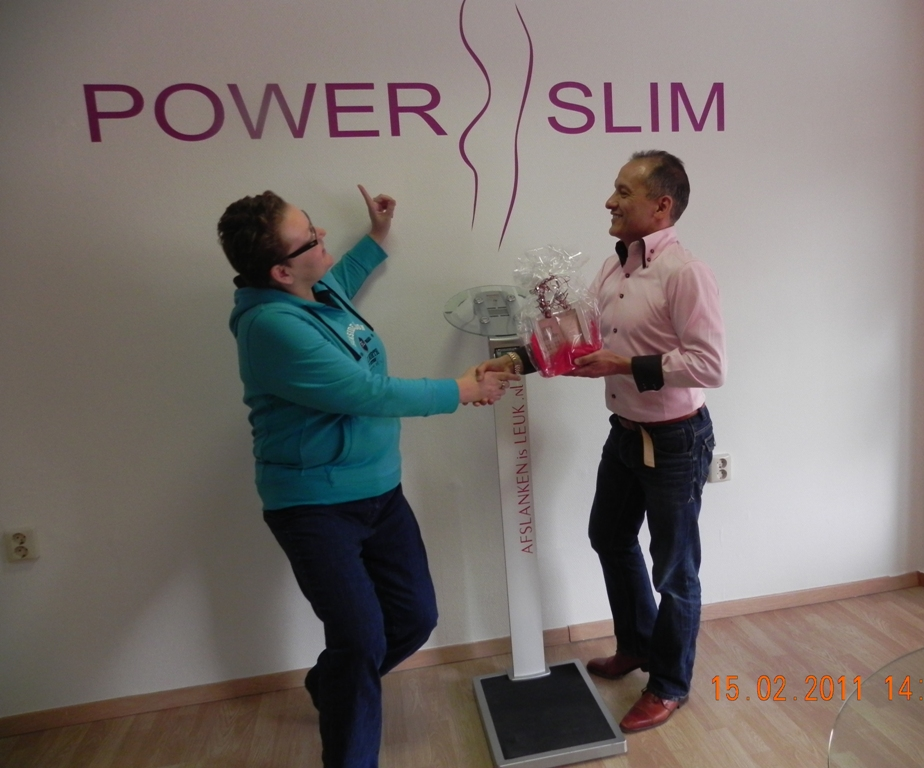 POWER SLIM
AFSLANKEN is LEUK .NL
15.02.2011 14: